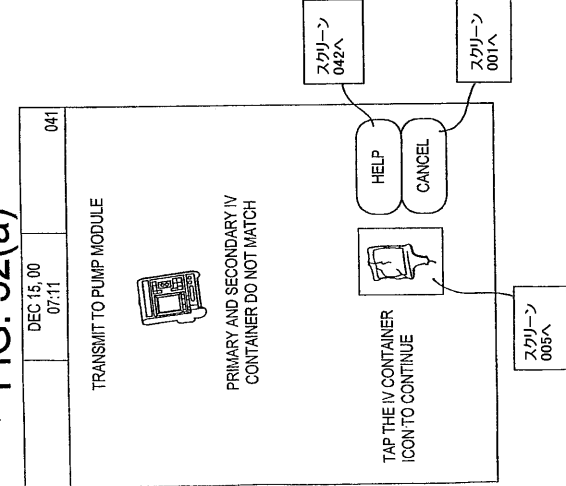 FIG.
DEC 15, 00
07:11
041
TRANSMIT TO PUMP MODULE
PRIMARY AND SECONDARY IV
CONTAINER DO NOT MATCH
TAP THE IV CONTAINER
ICON TO CONTINUE
HELP
CANCEL
スクリーン
042へ
スクリーン
001へ
スクリーン
005へ